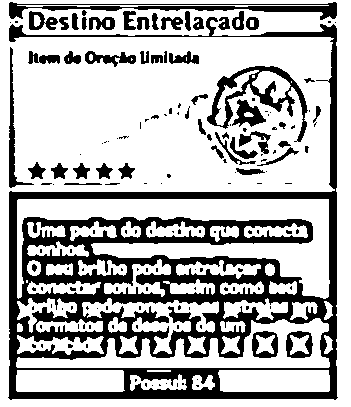 Destino Entrelaçado
Item de Oração Limitada
Uma pedra do destino que conecta
sonhos.
O seu brilho pode entrelaçar e
conectar sonhos, assim como seu
brilho pode conectar estrelas em
formatos de desejos de um
coração.
Possui: 84